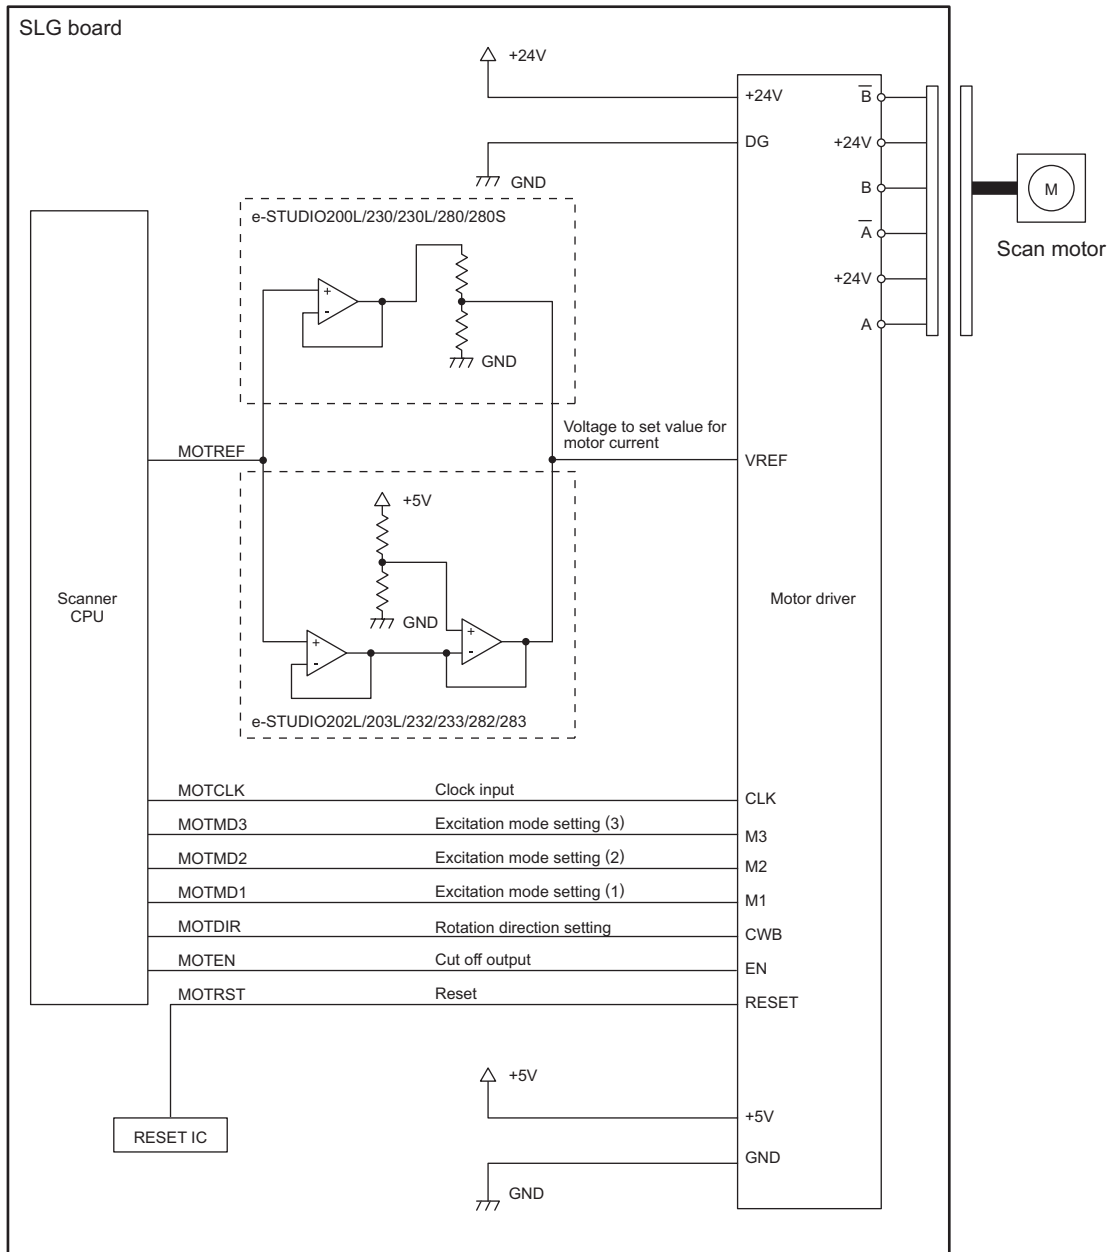 SLG board
+24V
+24V
B
DG
+24V
GND
B
M
e-STUDIO200L/230/230L/280/280S
A
Scan motor
+
-
+24V
GND
A
Voltage to set value for
motor current
MOTREF
VREF
+5V
Scanner
CPU
Motor driver
GND
+
-
+
-
e-STUDIO202L/203L/232/233/282/283
MOTCLK
Clock input
CLK
MOTMD3
Excitation mode setting (3)
M3
MOTMD2
Excitation mode setting (2)
M2
MOTMD1
Excitation mode setting (1)
M1
MOTDIR
Rotation direction setting
CWB
MOTEN
Cut off output
EN
MOTRST
Reset
RESET
+5V
+5V
RESET IC
GND
GND